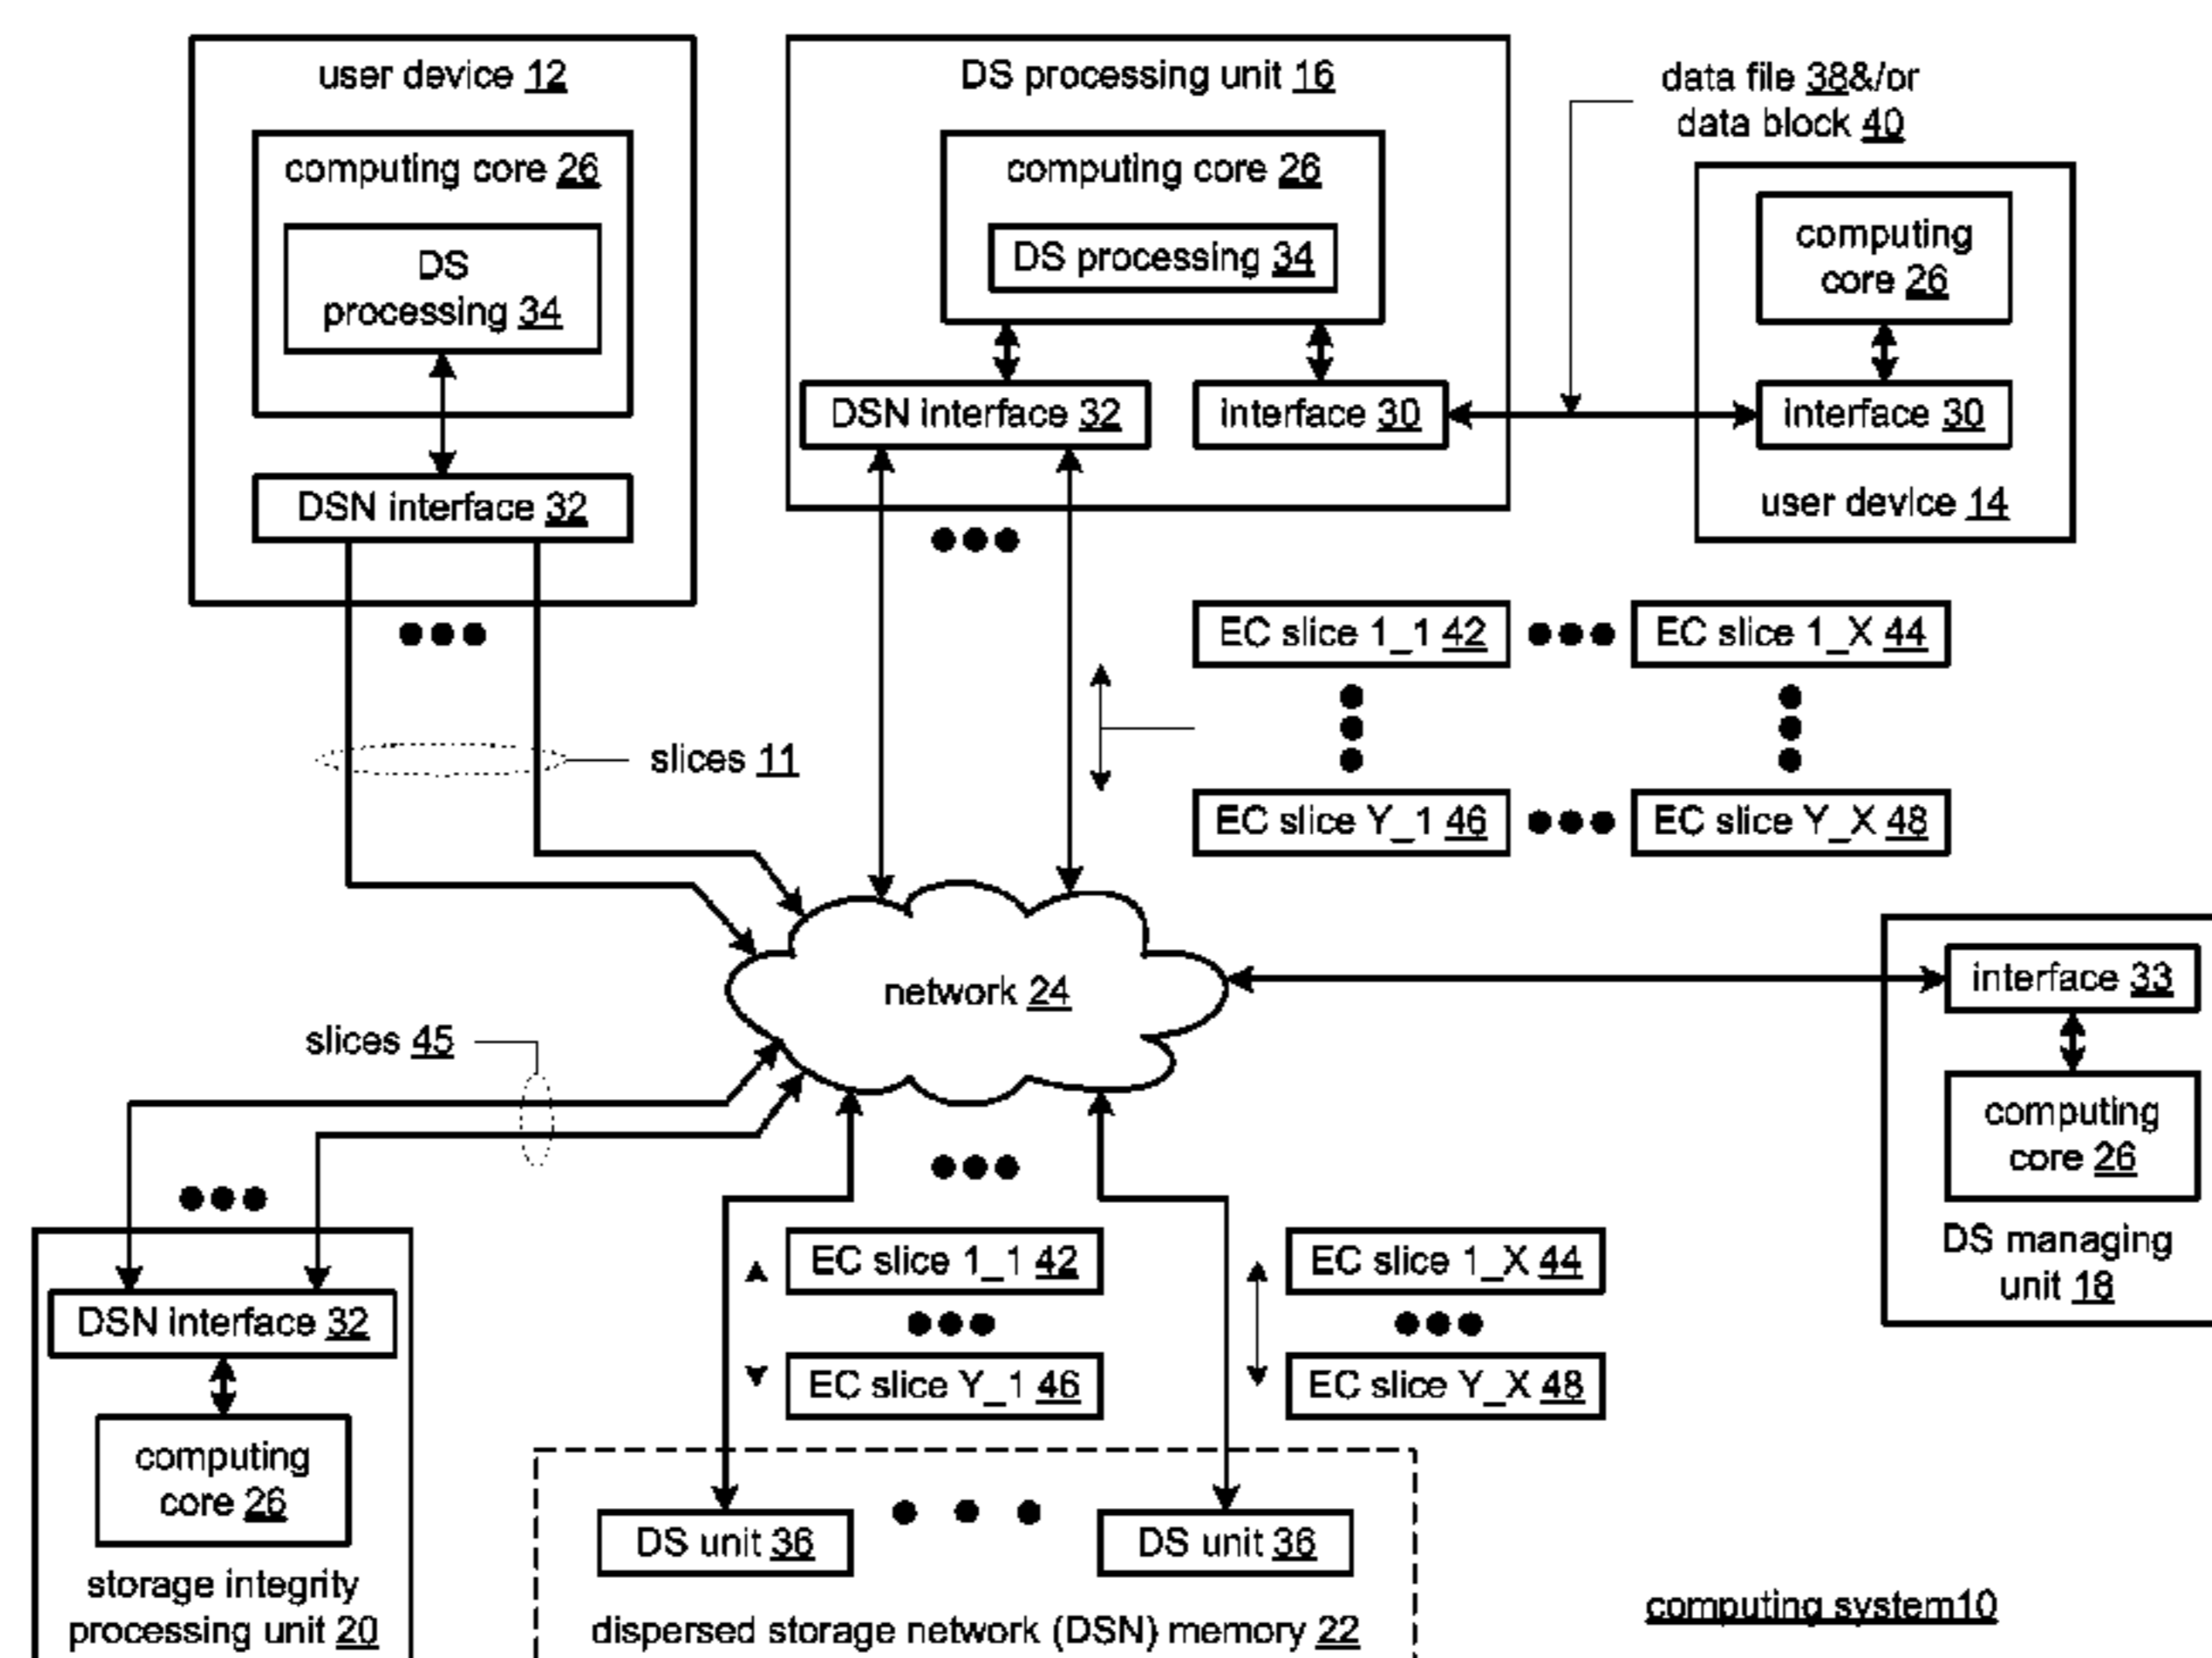 user device 12
computing core 26
DS
processing 34
DSN interface 32
DS processing unit 16
computing core 26
DS processing 34
DSN interface 32
interface 30
data file 38&/or
data block 40
computing
core 26
interface 30
user device 14
slices 11
EC slice 1_1 42
EC slice 1_X 44
EC slice Y_1 46
EC slice Y_X 48
network 24
interface 33
computing
core 26
DS managing
unit 18
slices 45
DSN interface 32
computing
core 26
storage integrity
processing unit 20
EC slice 1_1 42
EC slice 1_X 44
EC slice Y_1 46
EC slice Y_X 48
DS unit 36
DS unit 36
dispersed storage network (DSN) memory 22
computing system10